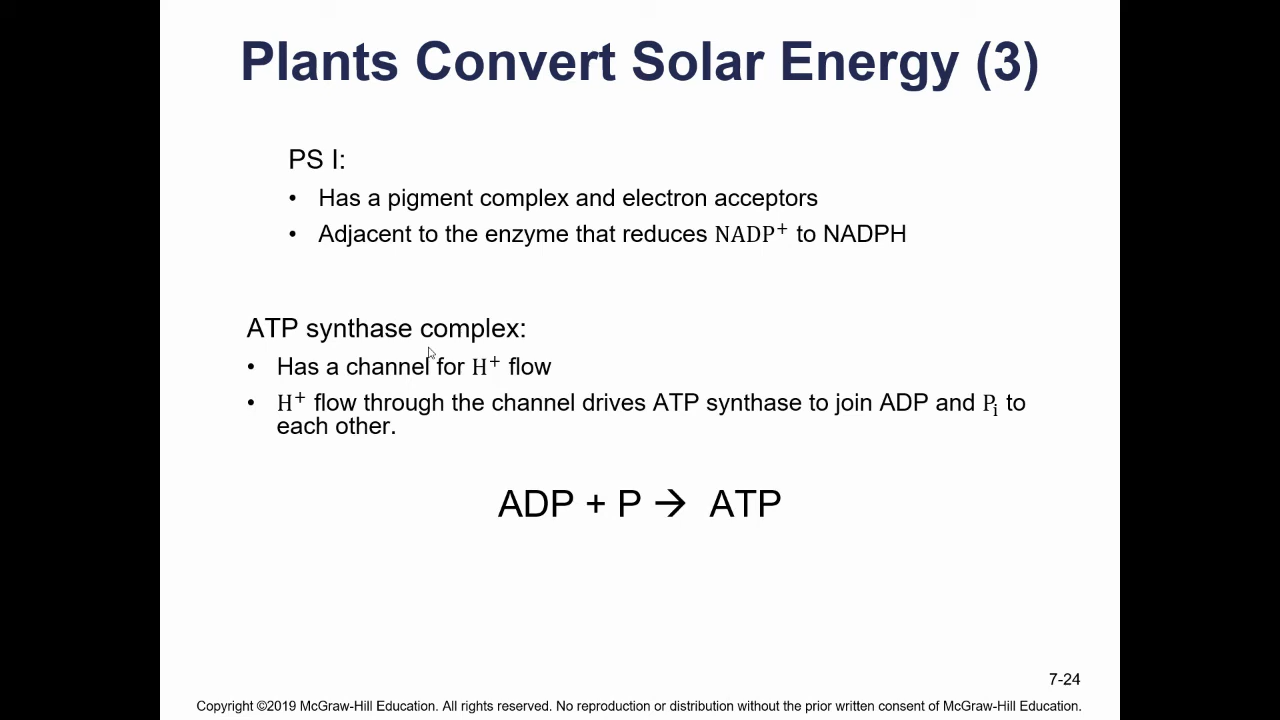 Plants Convert Solar Energy (3)
PS I:
• Has a pigment complex and electron acceptors
• Adjacent to the enzyme that reduces NADP⁺ to NADPH
ATP synthase complex:
• Has a channel for H⁺ flow
• H⁺ flow through the channel drives ATP synthase to join ADP and Pᵢ to
each other.
ADP + P → ATP
7-24
Copyright ©2019 McGraw-Hill Education. All rights reserved. No reproduction or distribution without the prior written consent of McGraw-Hill Education.